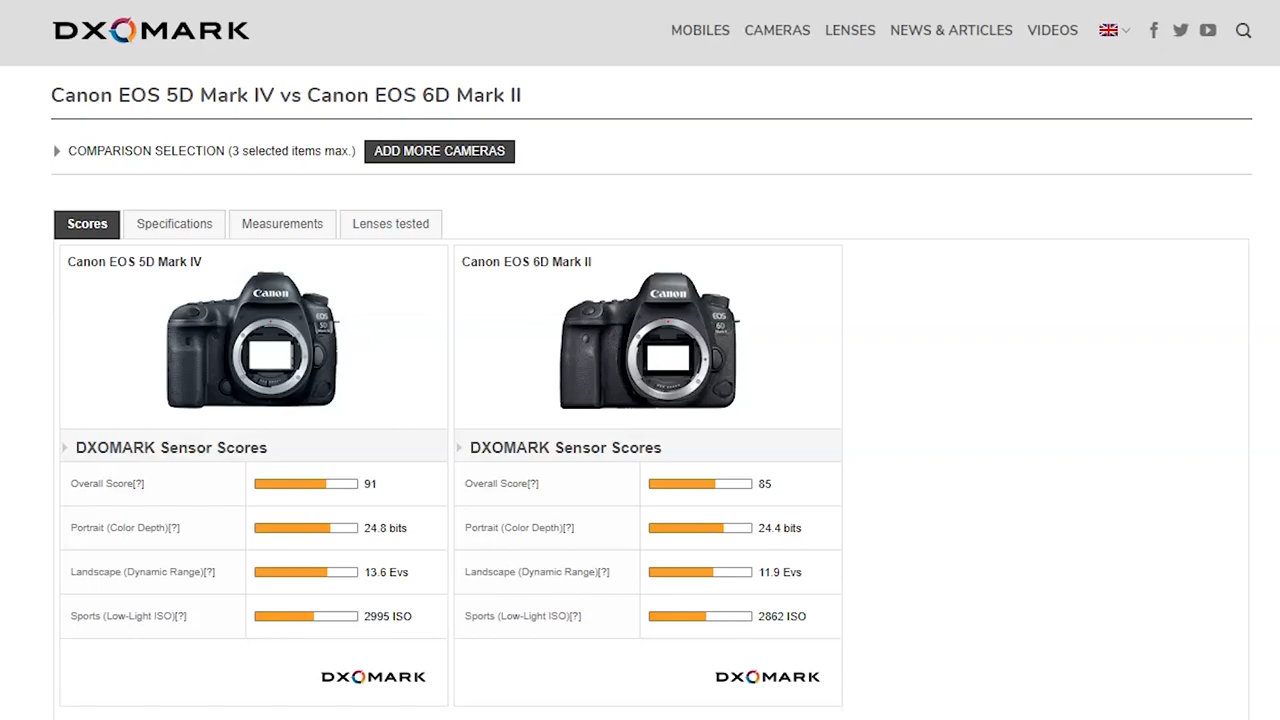 DXOMARK
MOBILES CAMERAS LENSES NEWS & ARTICLES VIDEOS
Canon EOS 5D Mark IV vs Canon EOS 6D Mark II
COMPARISON SELECTION (3 selected items max.) ADD MORE CAMERAS
Scores Specifications Measurements Lenses tested
Canon EOS 5D Mark IV
Canon
EOS
5D
DXOMARK Sensor Scores
Overall Score[?] 91
Portrait (Color Depth)[?] 24.8 bits
Landscape (Dynamic Range)[?] 13.6 Evs
Sports (Low-Light ISO)[?] 2995 ISO
DXOMARK
Canon EOS 6D Mark II
Canon
EOS
6D
DXOMARK Sensor Scores
Overall Score[?] 85
Portrait (Color Depth)[?] 24.4 bits
Landscape (Dynamic Range)[?] 11.9 Evs
Sports (Low-Light ISO)[?] 2862 ISO
DXOMARK